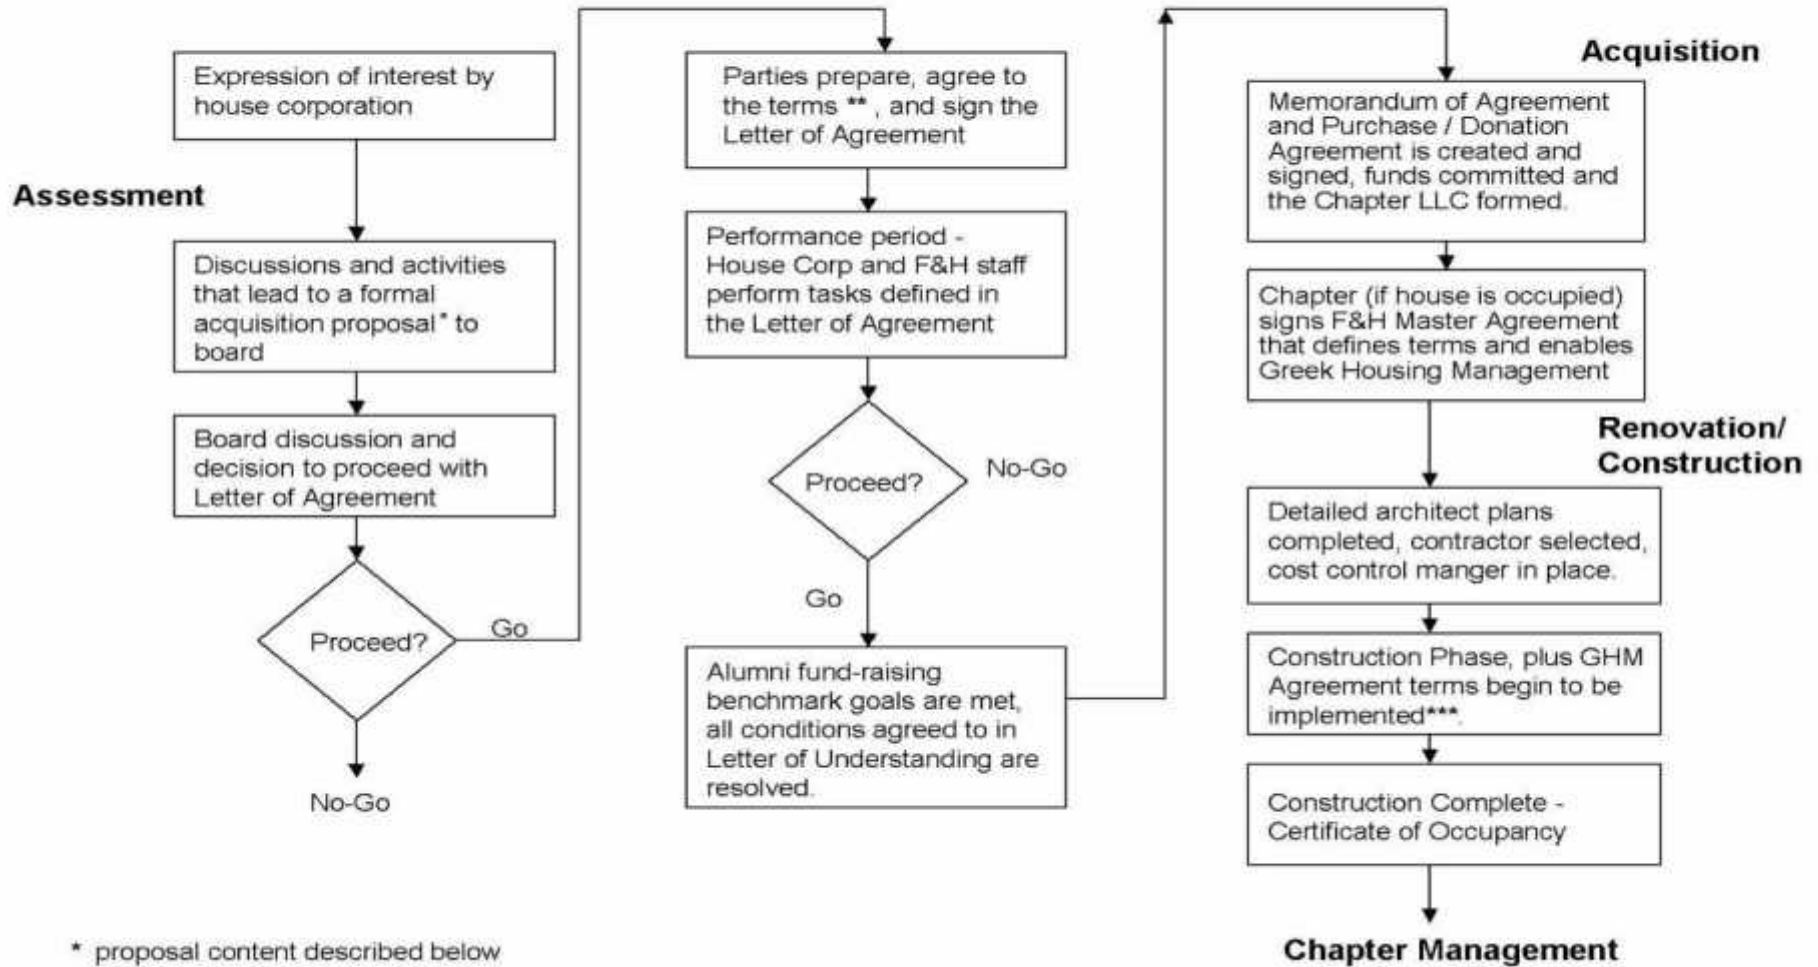 Expression of interest by
house corporation
Assessment
Discussions and activities
that lead to a formal
acquisition proposal* to
board
Board discussion and
decision to proceed with
Letter of Agreement
Proceed?
Go
No-Go
Parties prepare, agree to
the terms ** , and sign the
Letter of Agreement
Performance period -
House Corp and F&H staff
perform tasks defined in
the Letter of Agreement
Proceed?
No-Go
Go
Alumni fund-raising
benchmark goals are met,
all conditions agreed to in
Letter of Understanding are
resolved.
Acquisition
Memorandum of Agreement
and Purchase / Donation
Agreement is created and
signed, funds committed and
the Chapter LLC formed.
Chapter (if house is occupied)
signs F&H Master Agreement
that defines terms and enables
Greek Housing Management
Renovation/
Construction
Detailed architect plans
completed, contractor selected,
cost control manger in place.
Construction Phase, plus GHM
Agreement terms begin to be
implemented***.
Construction Complete -
Certificate of Occupancy
Chapter Management
* proposal content described below